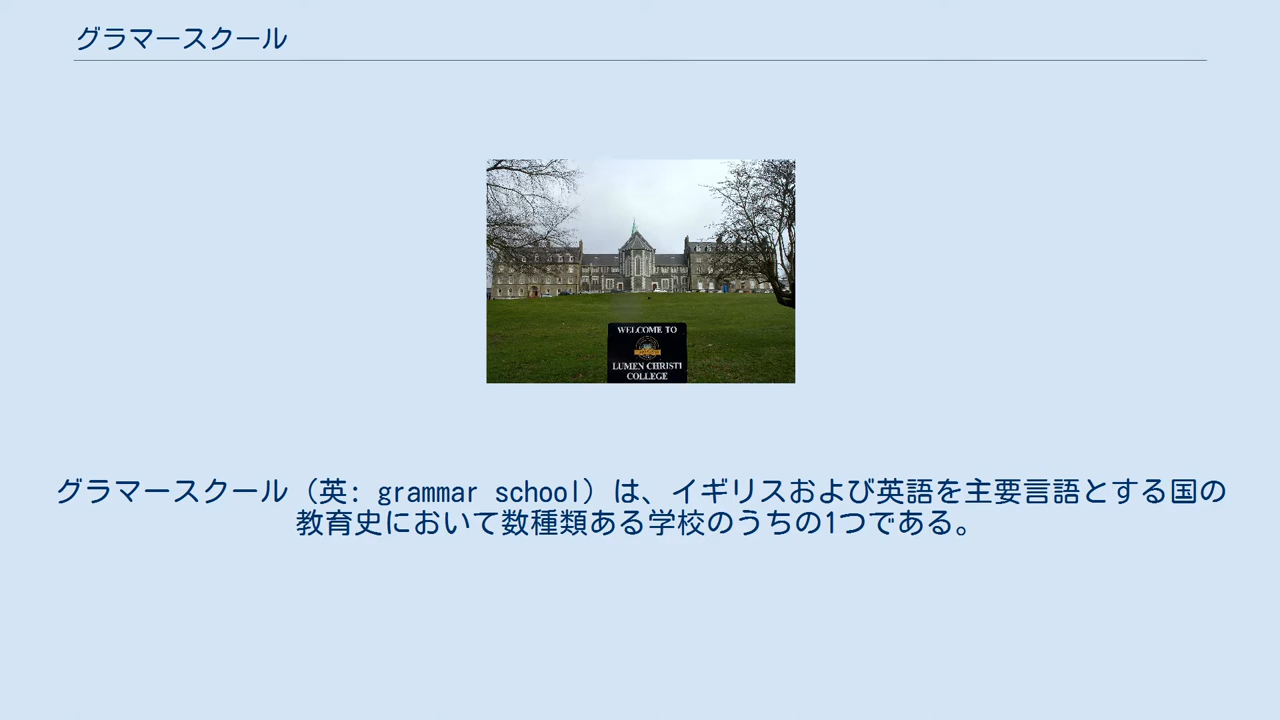 グラマースクール
WELCOME TO
LUMEN CHRISTI
COLLEGE
グラマースクール（英: grammar school）は、イギリスおよび英語を主要言語とする国の
教育史において数種類ある学校のうちの1つである。